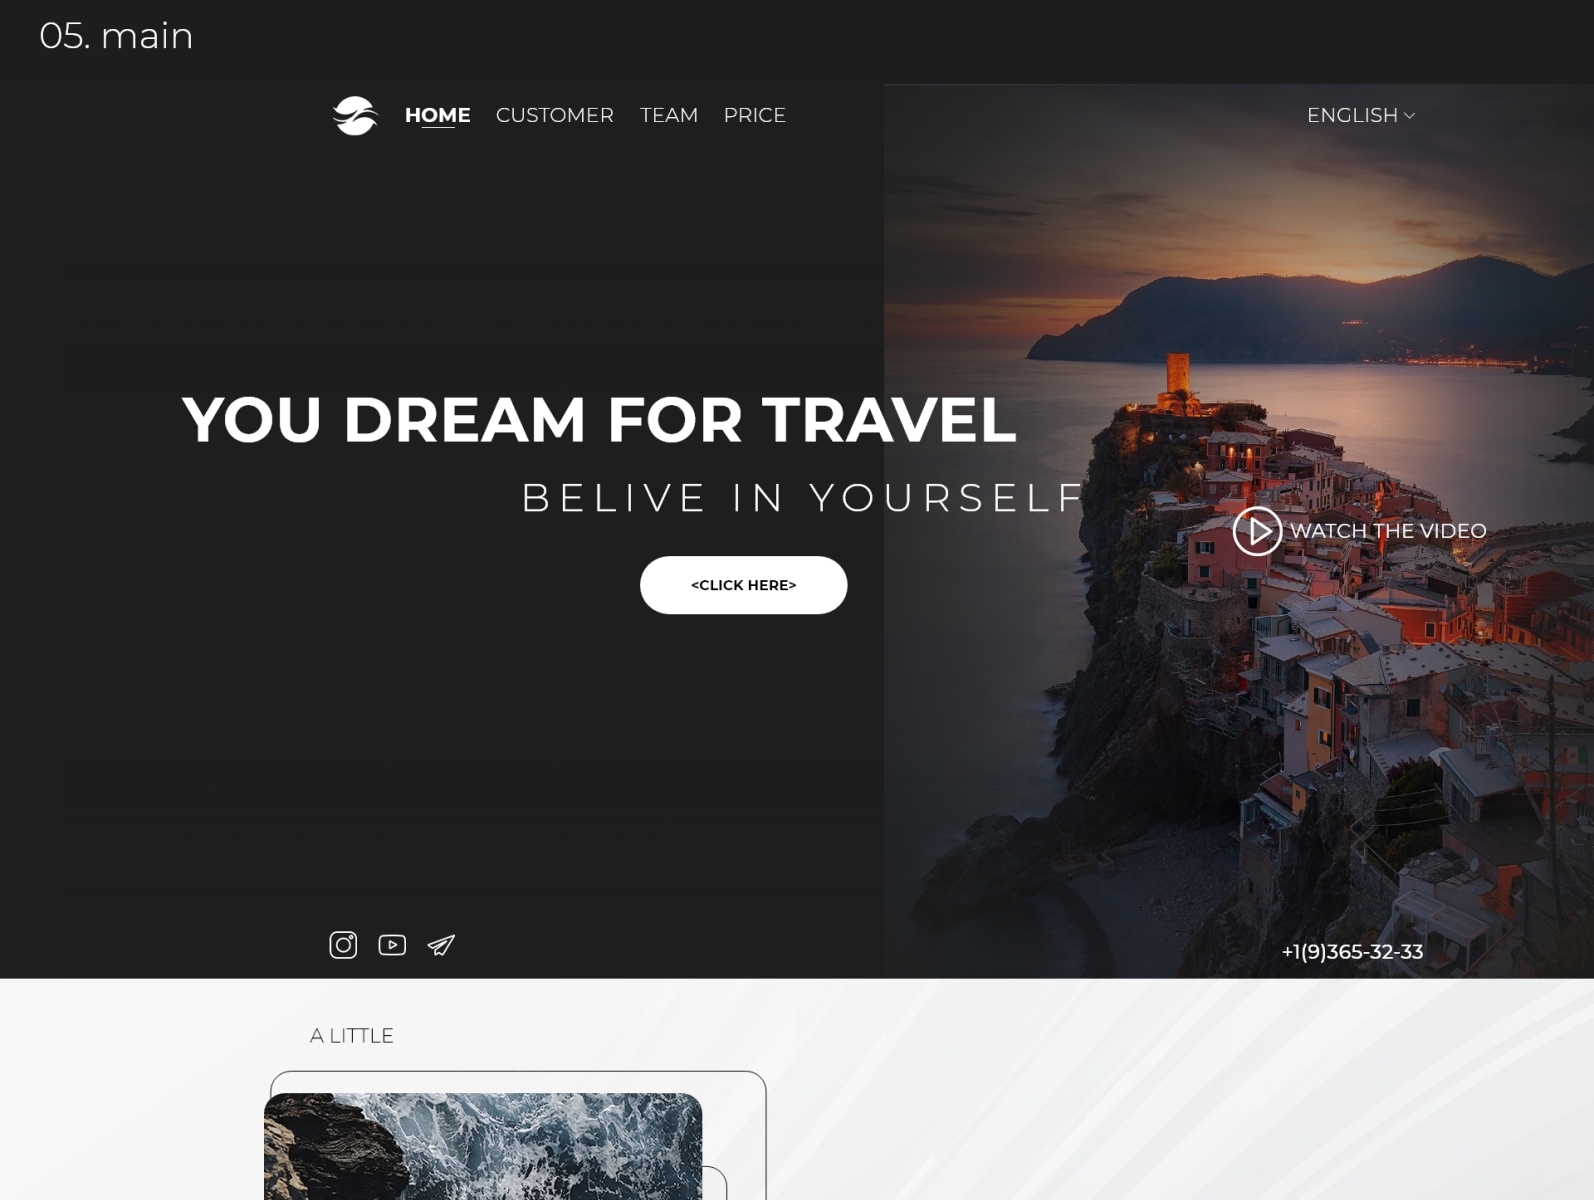 05. main
HOME CUSTOMER TEAM PRICE ENGLISH
YOU DREAM FOR TRAVEL
BELIVE IN YOURSELF
WATCH THE VIDEO
<CLICK HERE>
+1(9)365-32-33
A LITTLE